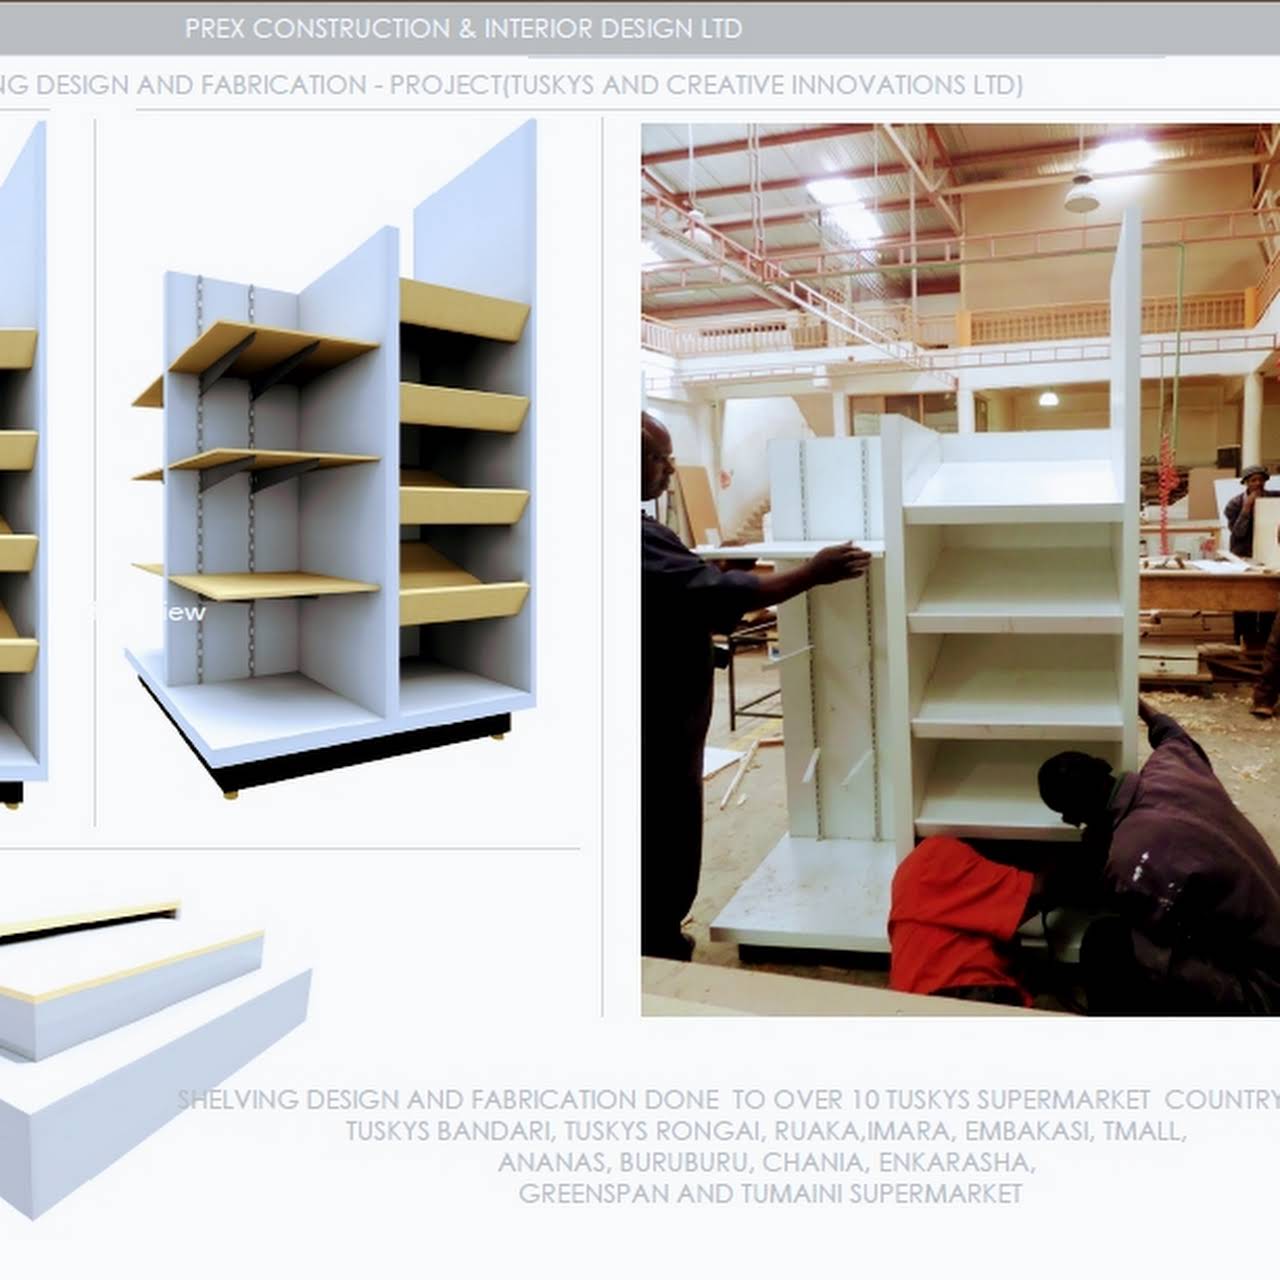 PREX CONSTRUCTION & INTERIOR DESIGN LTD
NG DESIGN AND FABRICATION - PROJECT(TUSKYS AND CREATIVE INNOVATIONS LTD)
SHELVING DESIGN AND FABRICATION DONE TO OVER 10 TUSKYS SUPERMARKET COUNTRY
TUSKYS BANDARI, TUSKYS RONGAI, RUAKA,IMARA, EMBAKASI, TMALL,
ANANAS, BURUBURU, CHANIA, ENKARASHA,
GREENSPAN AND TUMAINI SUPERMARKET